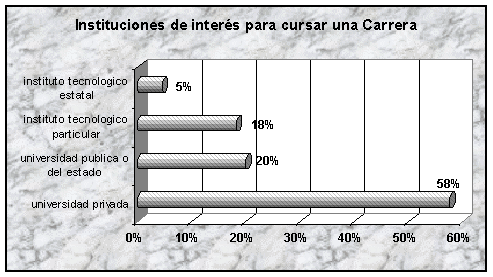 Instituciones de interés para cursar una Carrera
instituto tecnologico
estatal
5%
instituto tecnologico
particular
18%
universidad publica o
del estado
20%
universidad privada
58%
0% 10% 20% 30% 40% 50% 60%